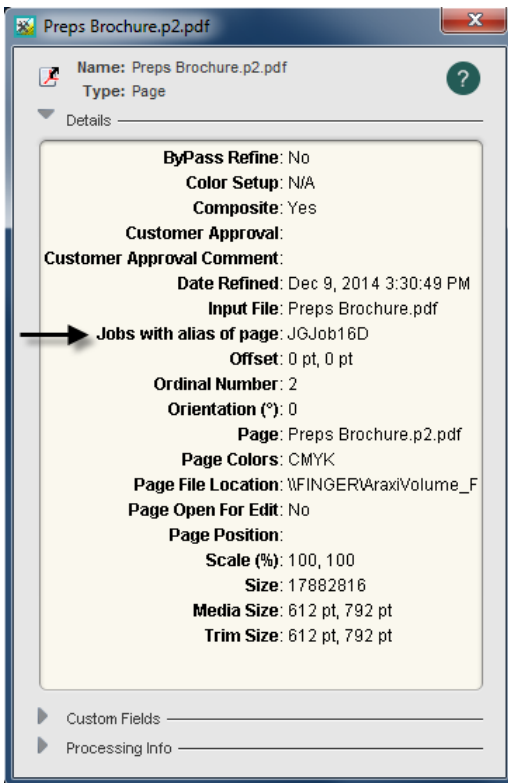 Preps Brochure.p2.pdf
Name: Preps Brochure.p2.pdf
Type: Page
?
Details
ByPass Refine: No
Color Setup: N/A
Composite: Yes
Customer Approval:
Customer Approval Comment:
Date Refined: Dec 9, 2014 3:30:49 PM
Input File: Preps Brochure.pdf
Jobs with alias of page: JGJob16D
Offset: 0 pt, 0 pt
Ordinal Number: 2
Orientation (°): 0
Page: Preps Brochure.p2.pdf
Page Colors: CMYK
Page File Location: \\FINGER\AraxiVolume_F
Page Open For Edit: No
Page Position:
Scale (%): 100, 100
Size: 17882816
Media Size: 612 pt, 792 pt
Trim Size: 612 pt, 792 pt
Custom Fields
Processing Info